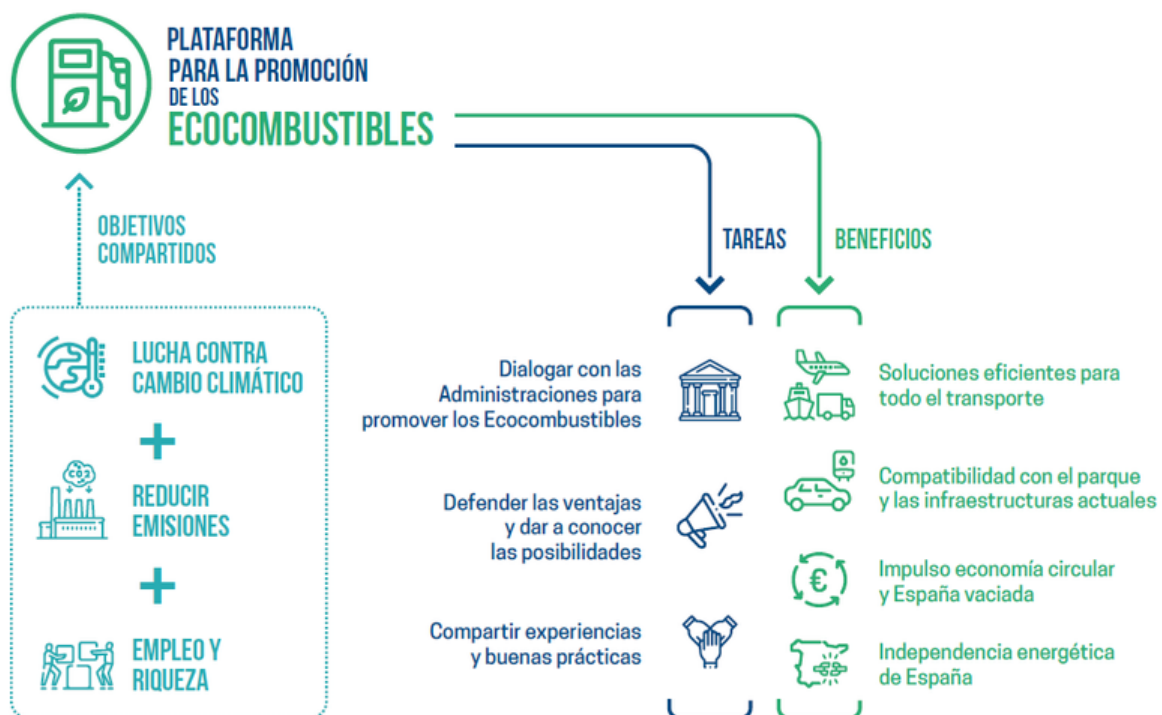 PLATAFORMA
PARA LA PROMOCIÓN
DE LOS
ECOCOMBUSTIBLES
OBJETIVOS
COMPARTIDOS
LUCHA CONTRA
CAMBIO CLIMÁTICO
+
CO2
REDUCIR
EMISIONES
+
EMPLEO Y
RIQUEZA
TAREAS
Dialogar con las
Administraciones para
promover los Ecocombustibles
Defender las ventajas
y dar a conocer
las posibilidades
Compartir experiencias
y buenas prácticas
BENEFICIOS
Soluciones eficientes para
todo el transporte
Compatibilidad con el parque
y las infraestructuras actuales
€
Impulso economía circular
y España vaciada
Independencia energética
de España